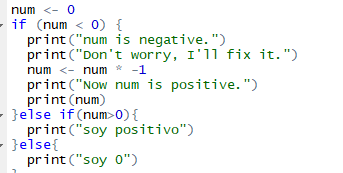 num <- 0
if (num < 0) {
  print("num is negative.")
  print("Don't worry, I'll fix it.")
  num <- num * -1
  print("Now num is positive.")
  print(num)
}else if(num>0){
  print("soy positivo")
}else{
  print("soy 0")
}